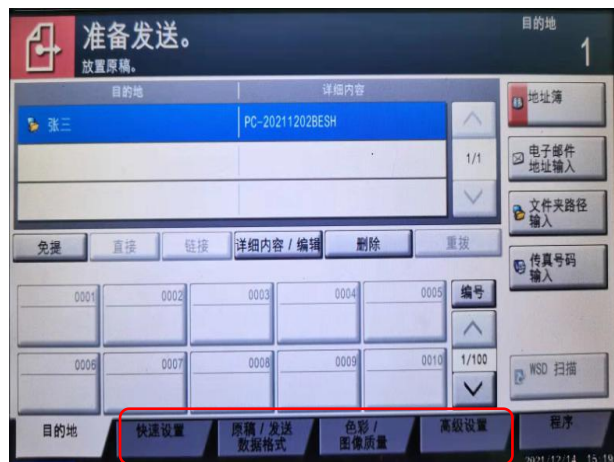 准备发送。
放置原稿。
目的地
1
目的地 详细内容
张三 PC-20211202BESH
1/1
地址簿
电子邮件
地址输入
文件夹路径
输入
传真号码
输入
免提 直接 链接 详细内容 / 编辑 删除 重拨
0001 0002 0003 0004 0005 编号
0006 0007 0008 0009 0010 1/100
WSD 扫描
目的地 快速设置 原稿 / 发送
数据格式 色彩 /
图像质量 高级设置 程序
2021/12/14 15:19